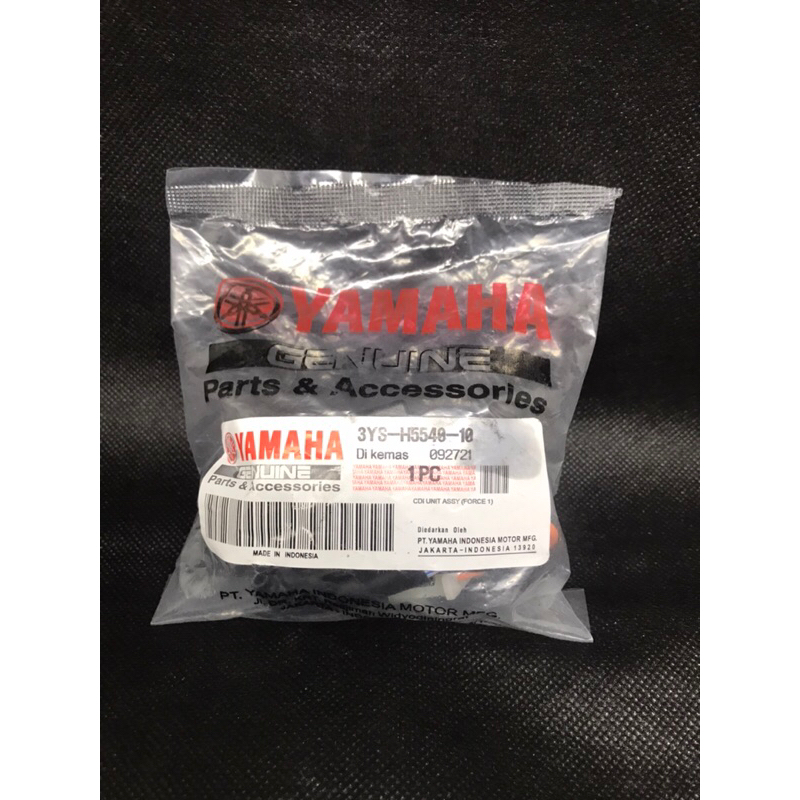 YAMAHA
GENUINE
Parts & Accessories
YAMAHA
GENUINE
Parts & Accessories
3YS-H5540-10
Di kemas 092721
1 PC
CDI UNIT ASSY (FORCE 1)
Diedarkan Oleh
PT. YAMAHA INDONESIA MOTOR MFG.
JAKARTA-INDONESIA 13920
MADE IN INDONESIA
PT. YAMAHA INDONESIA MOTOR MFG.